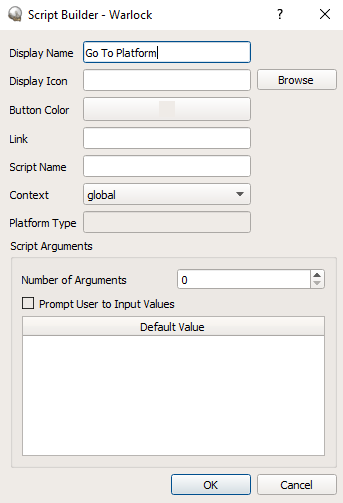 Script Builder - Warlock
?
Display Name Go To Platform
Display Icon Browse
Button Color
Link
Script Name
Context global
Platform Type
Script Arguments
Number of Arguments 0
Prompt User to Input Values
Default Value
OK Cancel